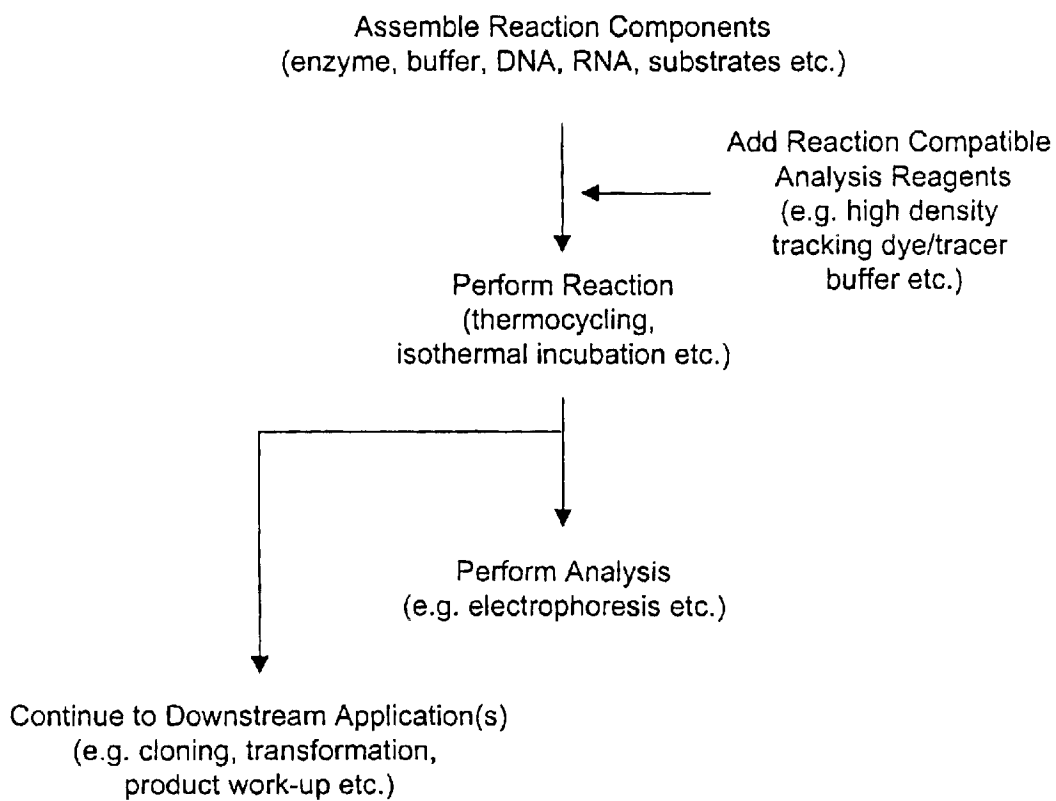 Assemble Reaction Components
(enzyme, buffer, DNA, RNA, substrates etc.)
Add Reaction Compatible
Analysis Reagents
(e.g. high density
tracking dye/tracer
buffer etc.)
Perform Reaction
(thermocycling,
isothermal incubation etc.)
Perform Analysis
(e.g. electrophoresis etc.)
Continue to Downstream Application(s)
(e.g. cloning, transformation,
product work-up etc.)